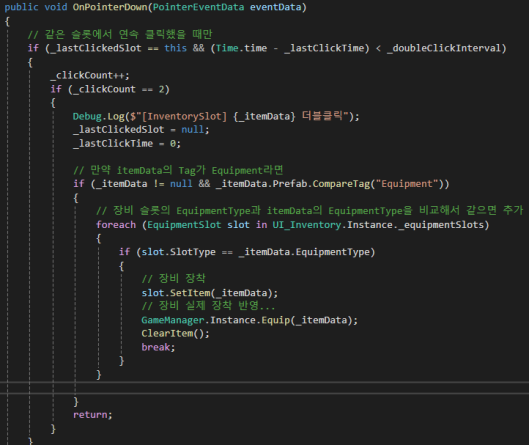 public void OnPointerDown(PointerEventData eventData)
{
// 같은 슬롯에서 연속 클릭했을 때만
if (_lastClickedSlot == this && (Time.time - _lastClickTime) < _doubleClickInterval)
{
_clickCount++;
if (_clickCount == 2)
{
Debug.Log($"[InventorySlot] {_itemData} 더블클릭");
_lastClickedSlot = null;
_lastClickTime = 0;
// 만약 itemData의 Tag가 Equipment라면
if (_itemData != null && _itemData.Prefab.CompareTag("Equipment"))
{
// 장비 슬롯의 EquipmentType과 itemData의 EquipmentType을 비교해서 같으면 추가
foreach (EquipmentSlot slot in UI_Inventory.Instance._equipmentSlots)
{
if (slot.SlotType == _itemData.EquipmentType)
{
// 장비 장착
slot.SetItem(_itemData);
// 장비 실제 장착 반영...
GameManager.Instance.Equip(_itemData);
ClearItem();
break;
}
}
}
return;
}
}